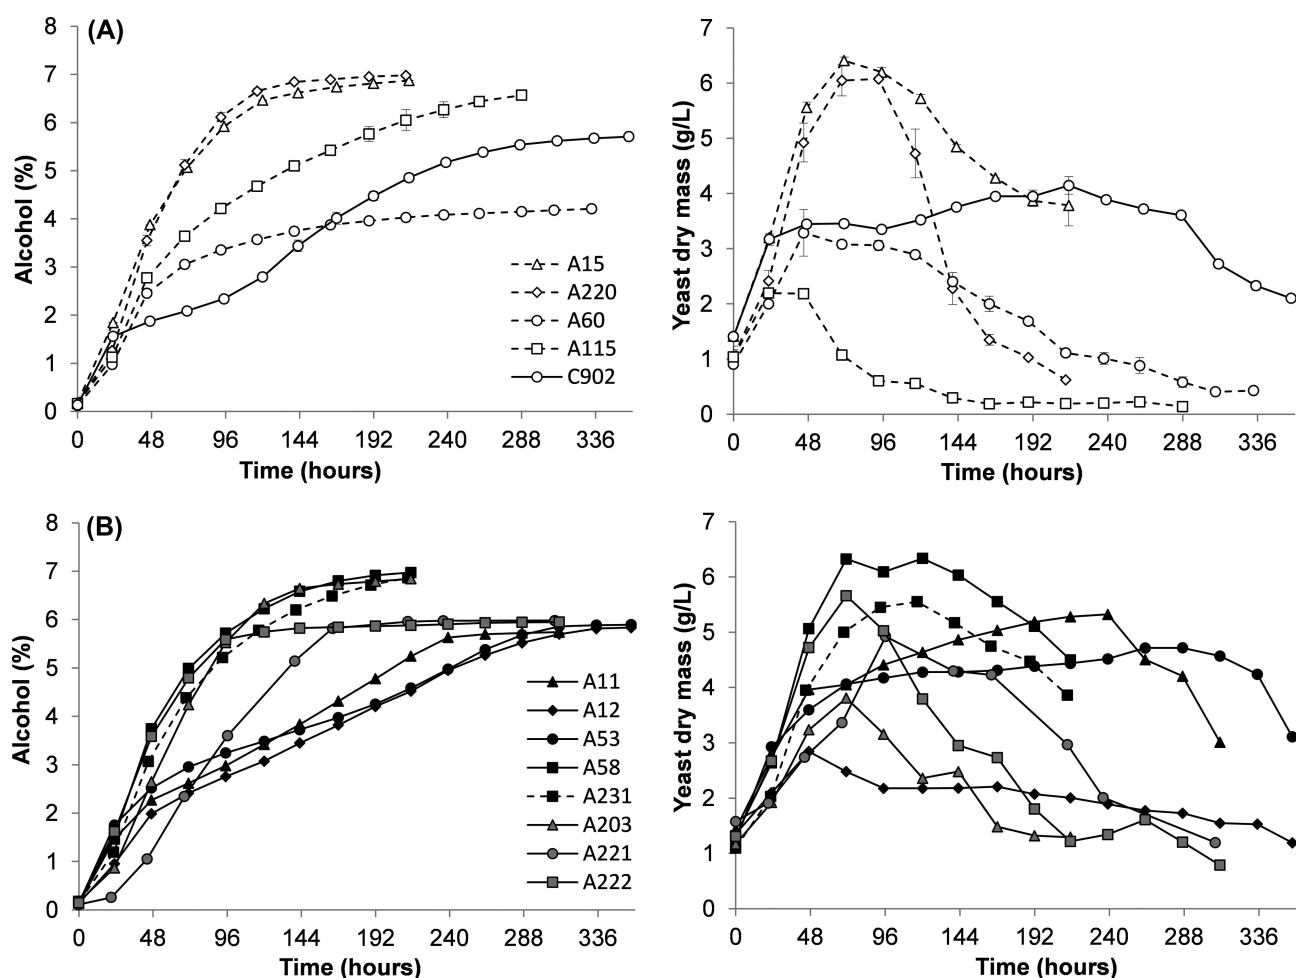 (A)
Alcohol (%)
8
7
6
5
4
3
2
1
0
0 48 96 144 192 240 288 336
Time (hours)
A15
A220
A60
A115
C902
Yeast dry mass (g/L)
7
6
5
4
3
2
1
0
0 48 96 144 192 240 288 336
Time (hours)
(B)
Alcohol (%)
8
7
6
5
4
3
2
1
0
0 48 96 144 192 240 288 336
Time (hours)
A11
A12
A53
A58
A231
A203
A221
A222
Yeast dry mass (g/L)
7
6
5
4
3
2
1
0
0 48 96 144 192 240 288 336
Time (hours)